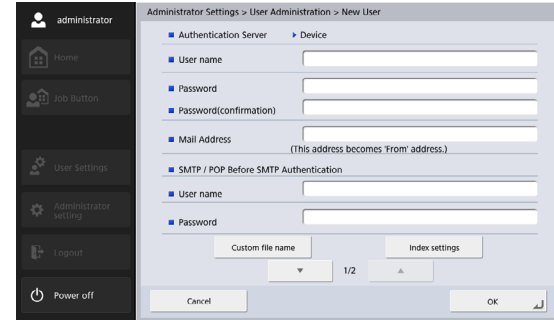 administrator
Home
Job Button
User Settings
Administrator
setting
Logout
Power off
Administrator Settings > User Administration > New User
Authentication Server Device
User name
Password
Password(confirmation)
Mail Address
(This address becomes 'From' address.)
SMTP / POP Before SMTP Authentication
User name
Password
Custom file name Index settings
1/2
Cancel OK